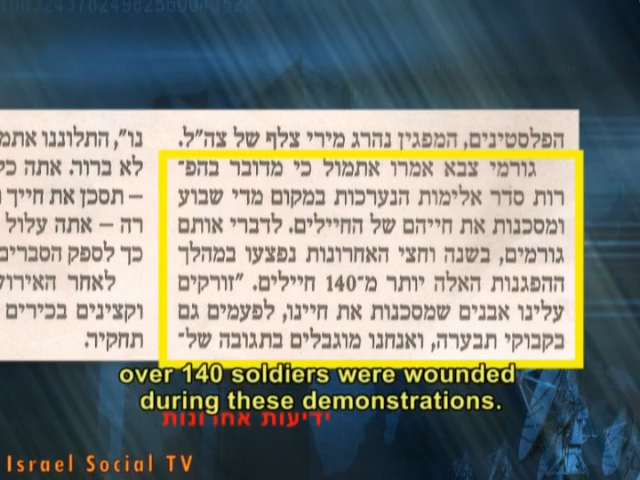 הפלסטינים, המפגין נהרג מירי צלף של צה"ל.
גורמי צבא אמרו אתמול כי מדובר בהפ־
רות סדר אלימות הנערכות במקום מדי שבוע
ומסכנות את חייהם של החיילים. לדברי אותם
גורמים, בשנה וחצי האחרונות נפצעו במהלך
ההפגנות האלה יותר מ־140 חיילים. "זורקים
עלינו אבנים שמסכנות את חיינו, לפעמים גם
בקבוקי תבערה, ואנחנו מוגבלים בתגובה של־
נו", התלוננו
לא ברור. אתה
– תסכן את חייך
רה – אתה עלול
כך לספק הסברים
לאחר
וקצינים בכירים
תחקיר.
over 140 soldiers were wounded
during these demonstrations.
ידיעות אחרונות
Israel Social TV